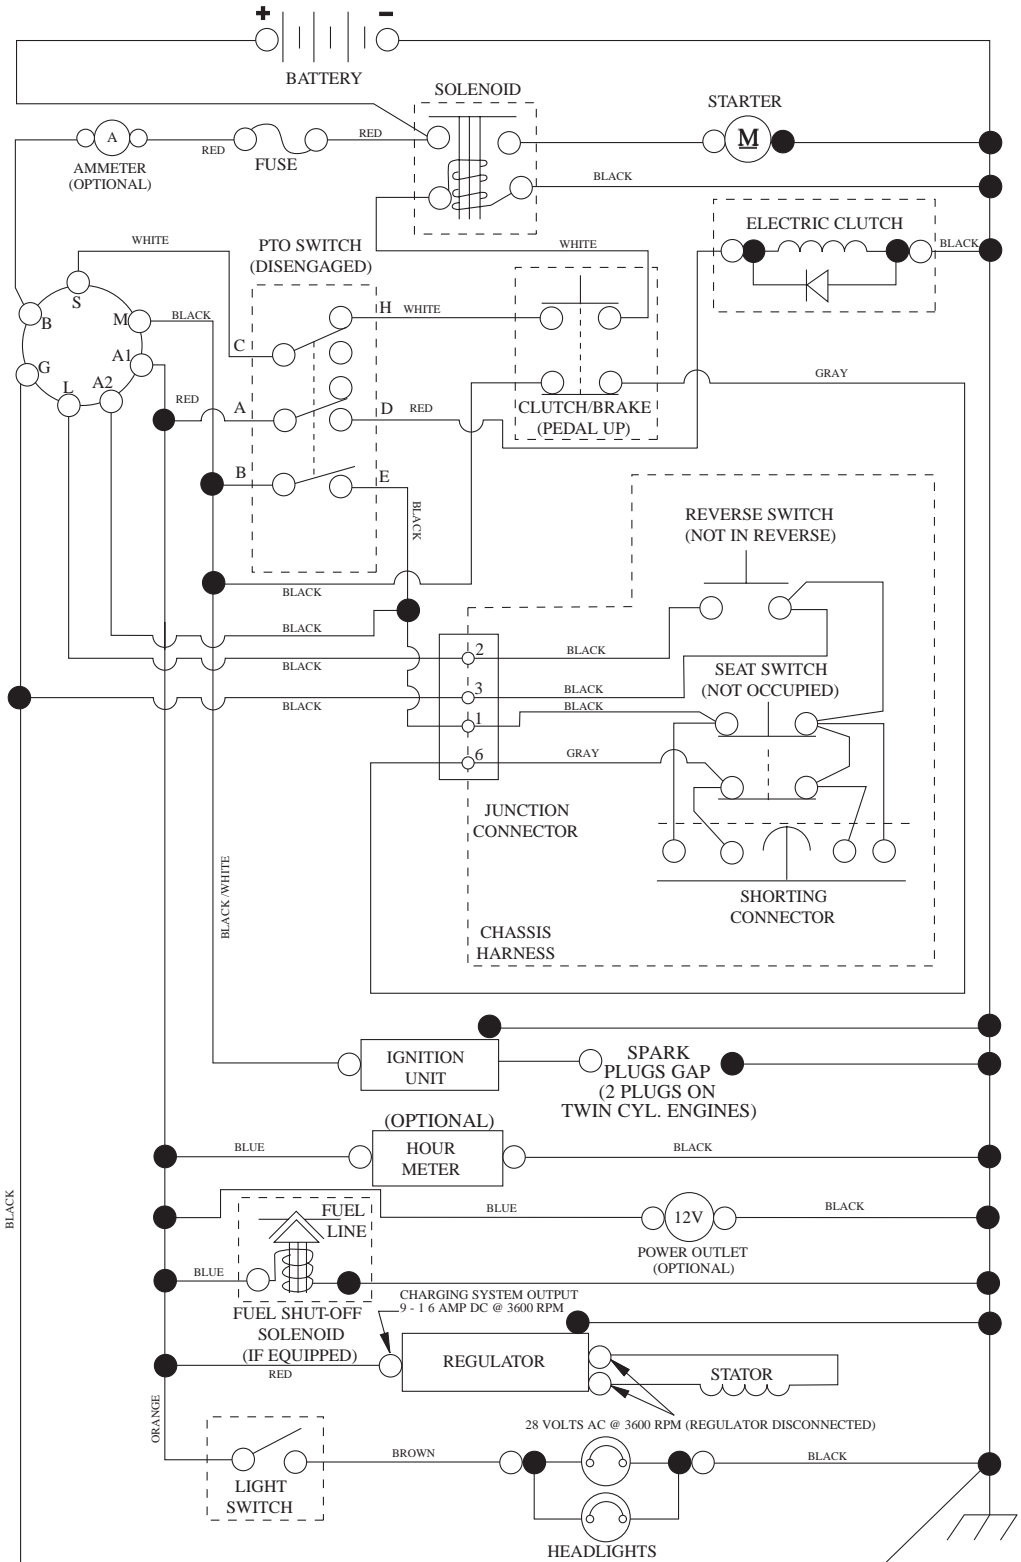 + −
BATTERY
SOLENOID
STARTER
A
M
RED
FUSE
RED
AMMETER
(OPTIONAL)
BLACK
ELECTRIC CLUTCH
BLACK
WHITE
PTO SWITCH
(DISENGAGED)
WHITE
S
B
M
BLACK
H
WHITE
C
G
A1
L
A2
RED
A
D
RED
GRAY
CLUTCH/BRAKE
(PEDAL UP)
B
E
BLACK
REVERSE SWITCH
(NOT IN REVERSE)
BLACK
BLACK
2
BLACK
BLACK
SEAT SWITCH
(NOT OCCUPIED)
3
BLACK
BLACK
BLACK
1
6
GRAY
JUNCTION
CONNECTOR
SHORTING
CONNECTOR
BLACK/WHITE
CHASSIS
HARNESS
IGNITION
UNIT
SPARK
PLUGS GAP
(2 PLUGS ON
TWIN CYL. ENGINES)
(OPTIONAL)
BLUE
HOUR
METER
BLACK
BLACK
FUEL
LINE
BLUE
12V
BLACK
POWER OUTLET
(OPTIONAL)
BLUE
CHARGING SYSTEM OUTPUT
9 - 1 6 AMP DC @ 3600 RPM
FUEL SHUT-OFF
SOLENOID
(IF EQUIPPED)
RED
REGULATOR
STATOR
ORANGE
28 VOLTS AC @ 3600 RPM (REGULATOR DISCONNECTED)
BROWN
BLACK
LIGHT
SWITCH
HEADLIGHTS